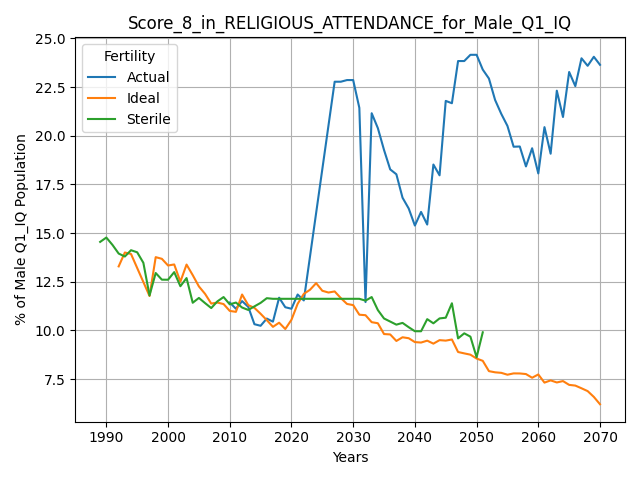 Score_8_in_RELIGIOUS_ATTENDANCE_for_Male_Q1_IQ
25.0
22.5
20.0
17.5
15.0
12.5
10.0
7.5
% of Male Q1_IQ Population
Fertility
Actual
Ideal
Sterile
1990 2000 2010 2020 2030 2040 2050 2060 2070
Years